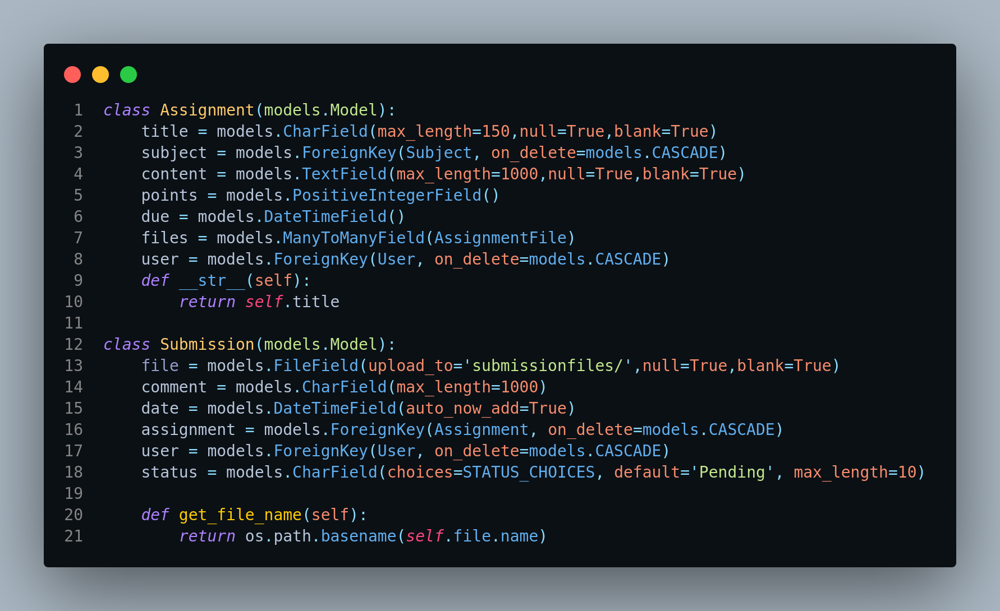 1 class Assignment(models.Model):
2     title = models.CharField(max_length=150,null=True,blank=True)
3     subject = models.ForeignKey(Subject, on_delete=models.CASCADE)
4     content = models.TextField(max_length=1000,null=True,blank=True)
5     points = models.PositiveIntegerField()
6     due = models.DateTimeField()
7     files = models.ManyToManyField(AssignmentFile)
8     user = models.ForeignKey(User, on_delete=models.CASCADE)
9     def __str__(self):
10         return self.title
11
12 class Submission(models.Model):
13     file = models.FileField(upload_to='submissionfiles/',null=True,blank=True)
14     comment = models.CharField(max_length=1000)
15     date = models.DateTimeField(auto_now_add=True)
16     assignment = models.ForeignKey(Assignment, on_delete=models.CASCADE)
17     user = models.ForeignKey(User, on_delete=models.CASCADE)
18     status = models.CharField(choices=STATUS_CHOICES, default='Pending', max_length=10)
19
20     def get_file_name(self):
21         return os.path.basename(self.file.name)